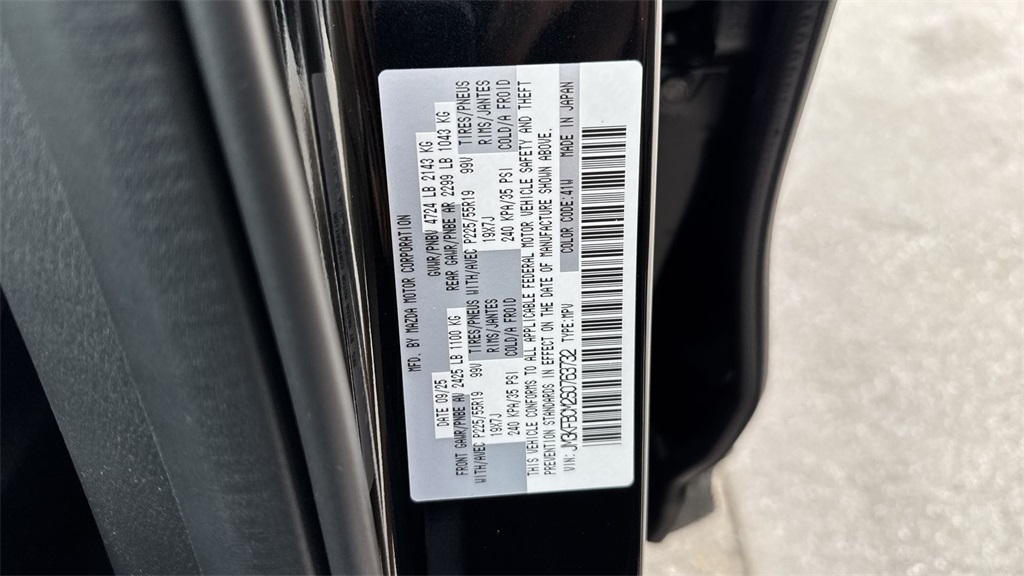 MFD. BY MAZDA MOTOR CORPORATION
DATE 09/25 GVWR/PNBV 4724 LB 2143 KG
FRONT GAWR/PNBE AV 2425 LB 1100 KG REAR GAWR/PNBE AR 2299 LB 1043 KG
WITH/AVEC P225/55R19 99V TIRES/PNEUS WITH/AVEC P225/55R19 99V TIRES/PNEUS
19X7J RIMS/JANTES 19X7J RIMS/JANTES
240 KPA/35 PSI COLD/A FROID 240 KPA/35 PSI COLD/A FROID
THIS VEHICLE CONFORMS TO ALL APPLICABLE FEDERAL MOTOR VEHICLE SAFETY AND THEFT
PREVENTION STANDARDS IN EFFECT ON THE DATE OF MANUFACTURE SHOWN ABOVE.
VIN: TYPE:MPV COLOR CODE:41W MADE IN JAPAN